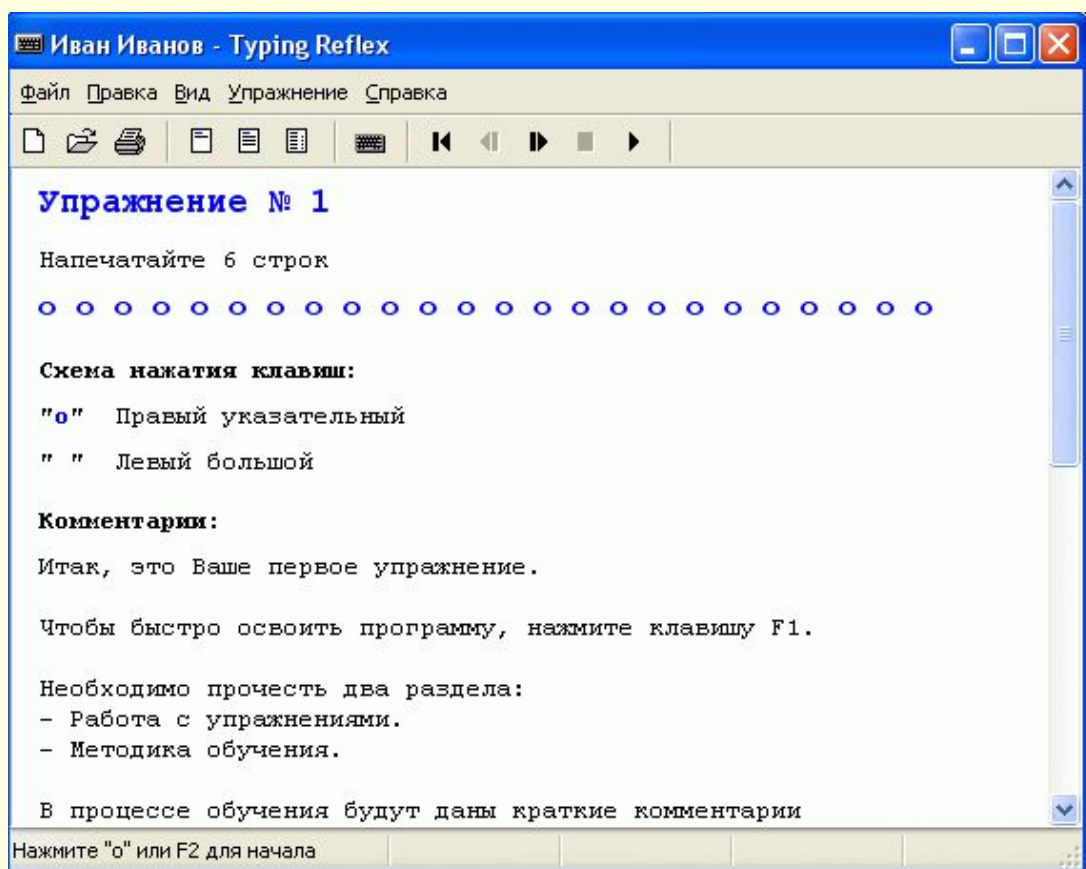 Иван Иванов - Typing Reflex
Файл Правка Вид Упражнение Справка
Упражнение № 1
Напечатайте 6 строк
о о о о о о о о о о о о о о о о о о о о о о о о
Схема нажатия клавиш:
"о" Правый указательный
" " Левый большой
Комментарии:
Итак, это Ваше первое упражнение.
Чтобы быстро освоить программу, нажмите клавишу F1.
Необходимо прочесть два раздела:
- Работа с упражнениями.
- Методика обучения.
В процессе обучения будут даны краткие комментарии
Нажмите "о" или F2 для начала